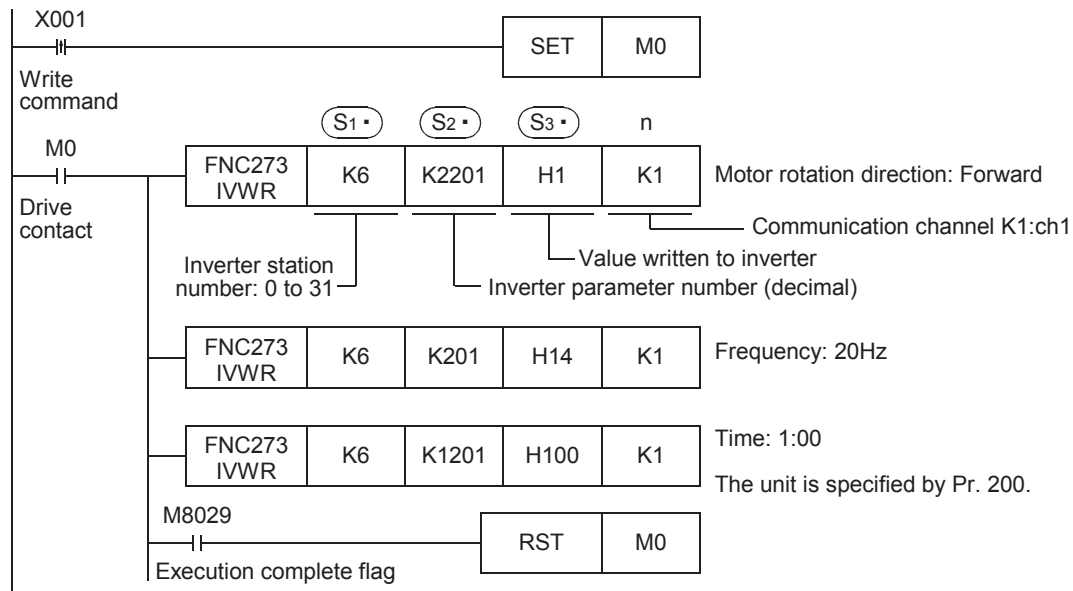 X001
SET M0
Write
command
S1· S2· S3· n
M0
FNC273
IVWR K6 K2201 H1 K1 Motor rotation direction: Forward
Drive
contact
Communication channel K1:ch1
Value written to inverter
Inverter station
number: 0 to 31
Inverter parameter number (decimal)
FNC273
IVWR K6 K201 H14 K1 Frequency: 20Hz
FNC273
IVWR K6 K1201 H100 K1 Time: 1:00
The unit is specified by Pr. 200.
M8029
RST M0
Execution complete flag